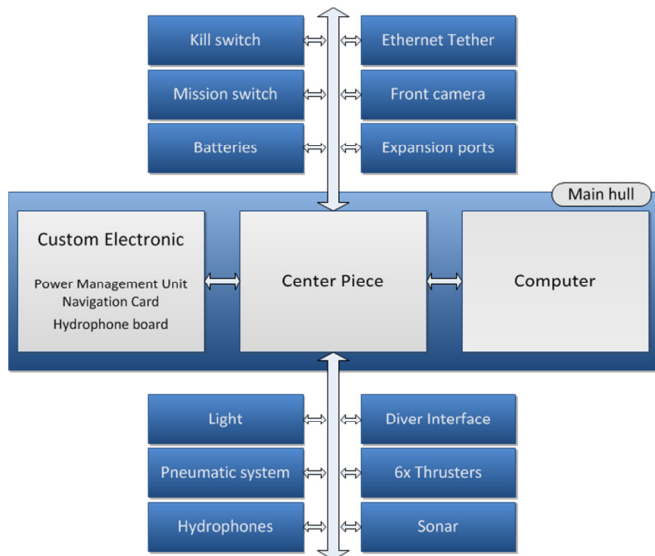 Kill switch
Ethernet Tether
Mission switch
Front camera
Batteries
Expansion ports
Main hull
Custom Electronic
Power Management Unit
Navigation Card
Hydrophone board
Center Piece
Computer
Light
Diver Interface
Pneumatic system
6x Thrusters
Hydrophones
Sonar